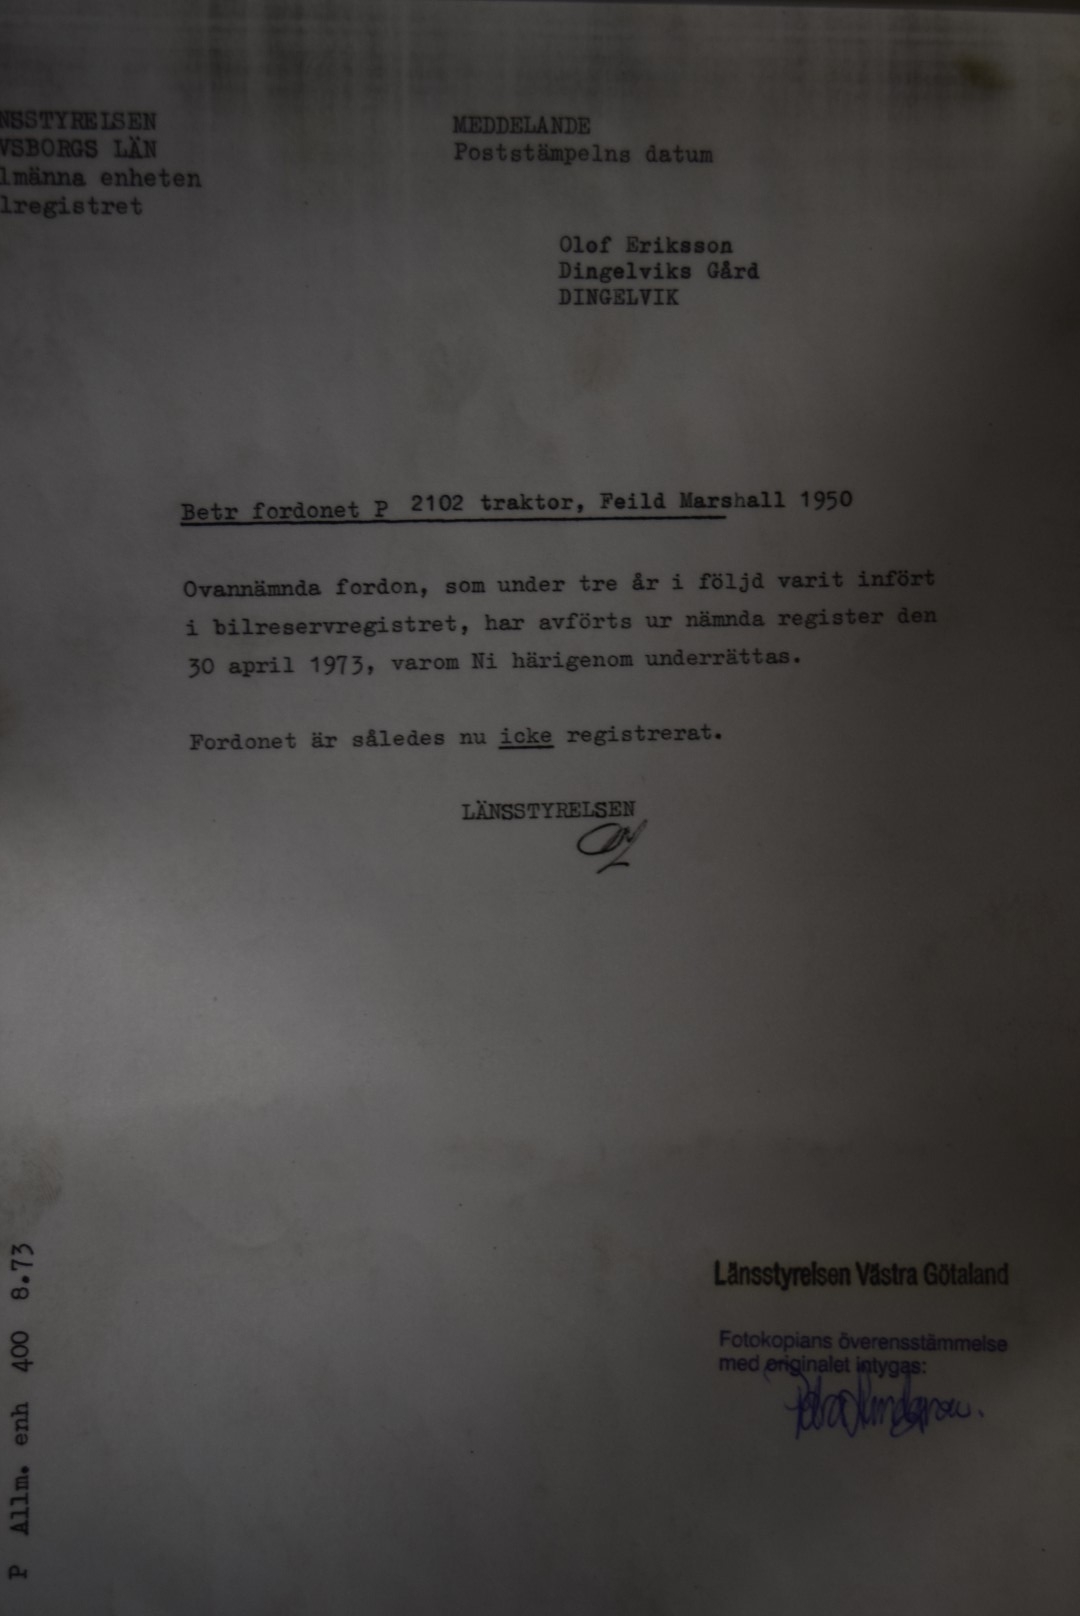 NSSTYRELSEN
VSBORGS LÄN
lmänna enheten
lregistret
MEDDELANDE
Poststämpelns datum
Olof Eriksson
Dingelviks Gård
DINGELVIK
Betr fordonet P 2102 traktor, Feild Marshall 1950
Ovannämnda fordon, som under tre år i följd varit infört
i bilreservregistret, har avförts ur nämnda register den
30 april 1973, varom Ni härigenom underrättas.
Fordonet är således nu icke registrerat.
LÄNSSTYRELSEN
Länsstyrelsen Västra Götaland
Fotokopians överensstämmelse
med originalet intygas:
P Allm. enh 400 8.73